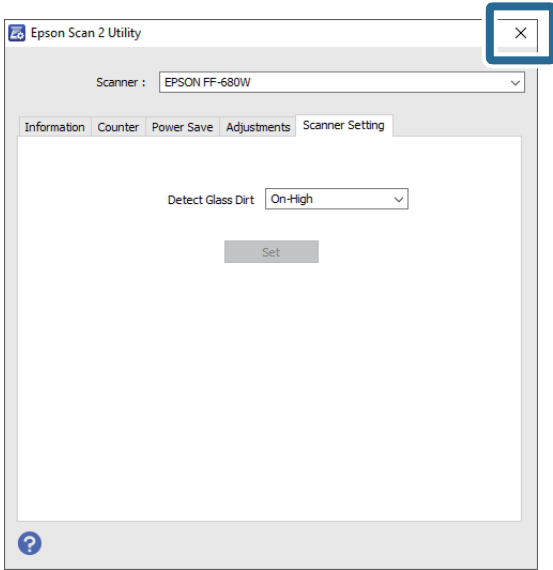 Epson Scan 2 Utility
Scanner : EPSON FF-680W
Information Counter Power Save Adjustments Scanner Setting
Detect Glass Dirt On-High
Set
?